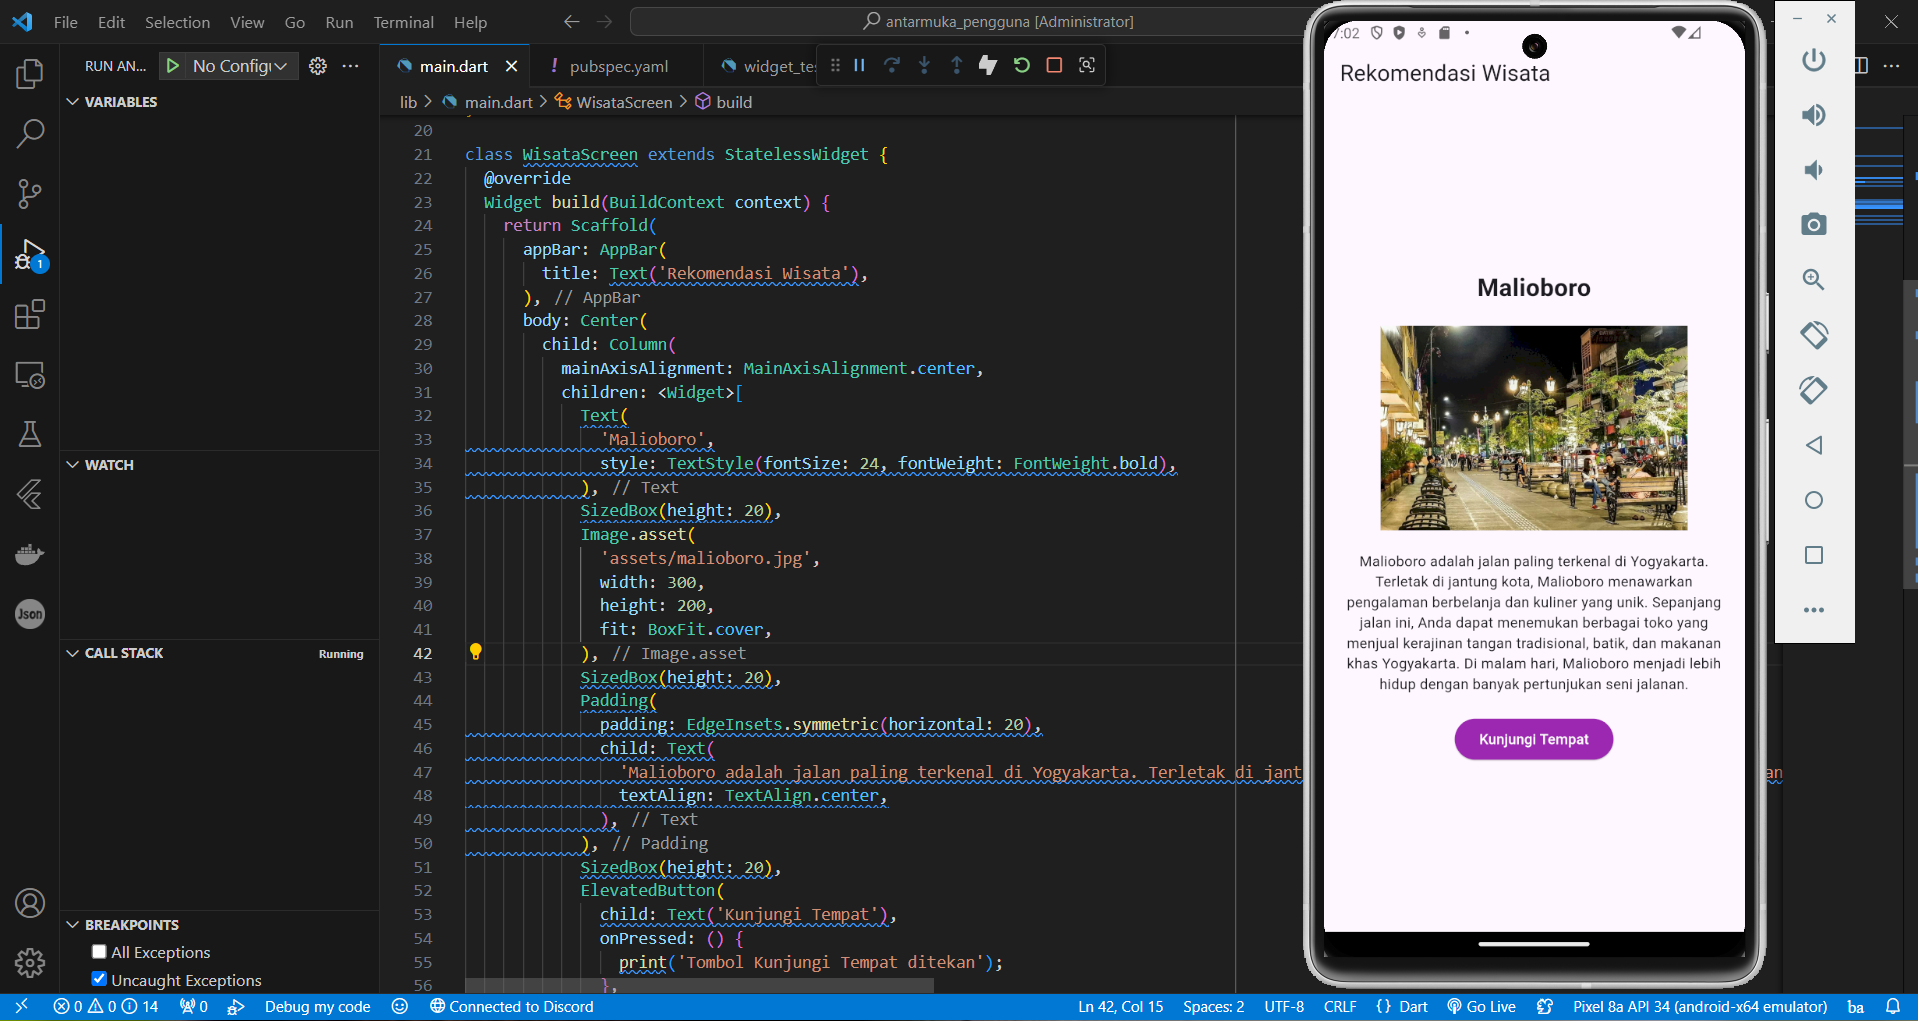 File Edit Selection View Go Run Terminal Help
antarmuka_pengguna [Administrator]
RUN AN...
No Config
main.dart
pubspec.yaml
lib > main.dart > WisataScreen > build
VARIABLES
WATCH
CALL STACK
Running
BREAKPOINTS
All Exceptions
Uncaught Exceptions
1
Json
20
21 class WisataScreen extends StatelessWidget {
22 @override
23 Widget build(BuildContext context) {
24 return Scaffold(
25 appBar: AppBar(
26 title: Text('Rekomendasi Wisata'),
27 ), // AppBar
28 body: Center(
29 child: Column(
30 mainAxisAlignment: MainAxisAlignment.center,
31 children: <Widget>[
32 Text(
33 'Malioboro',
34 style: TextStyle(fontSize: 24, fontWeight: FontWeight.bold),
35 ), // Text
36 SizedBox(height: 20),
37 Image.asset(
38 'assets/malioboro.jpg',
39 width: 300,
40 height: 200,
41 fit: BoxFit.cover,
42 ), // Image.asset
43 SizedBox(height: 20),
44 Padding(
45 padding: EdgeInsets.symmetric(horizontal: 20),
46 child: Text(
47 'Malioboro adalah jalan paling terkenal di Yogyakarta. Terletak di jant
48 textAlign: TextAlign.center,
49 ), // Text
50 ), // Padding
51 SizedBox(height: 20),
52 ElevatedButton(
53 child: Text('Kunjungi Tempat'),
54 onPressed: () {
55 print('Tombol Kunjungi Tempat ditekan');
56 },
7:02
Rekomendasi Wisata
Malioboro
Malioboro adalah jalan paling terkenal di Yogyakarta.
Terletak di jantung kota, Malioboro menawarkan
pengalaman berbelanja dan kuliner yang unik. Sepanjang
jalan ini, Anda dapat menemukan berbagai toko yang
menjual kerajinan tangan tradisional, batik, dan makanan
khas Yogyakarta. Di malam hari, Malioboro menjadi lebih
hidup dengan banyak pertunjukan seni jalanan.
Kunjungi Tempat
0 0 14 0 Debug my code Connected to Discord Ln 42, Col 15 Spaces: 2 UTF-8 CRLF {} Dart Go Live Pixel 8a API 34 (android-x64 emulator) ba